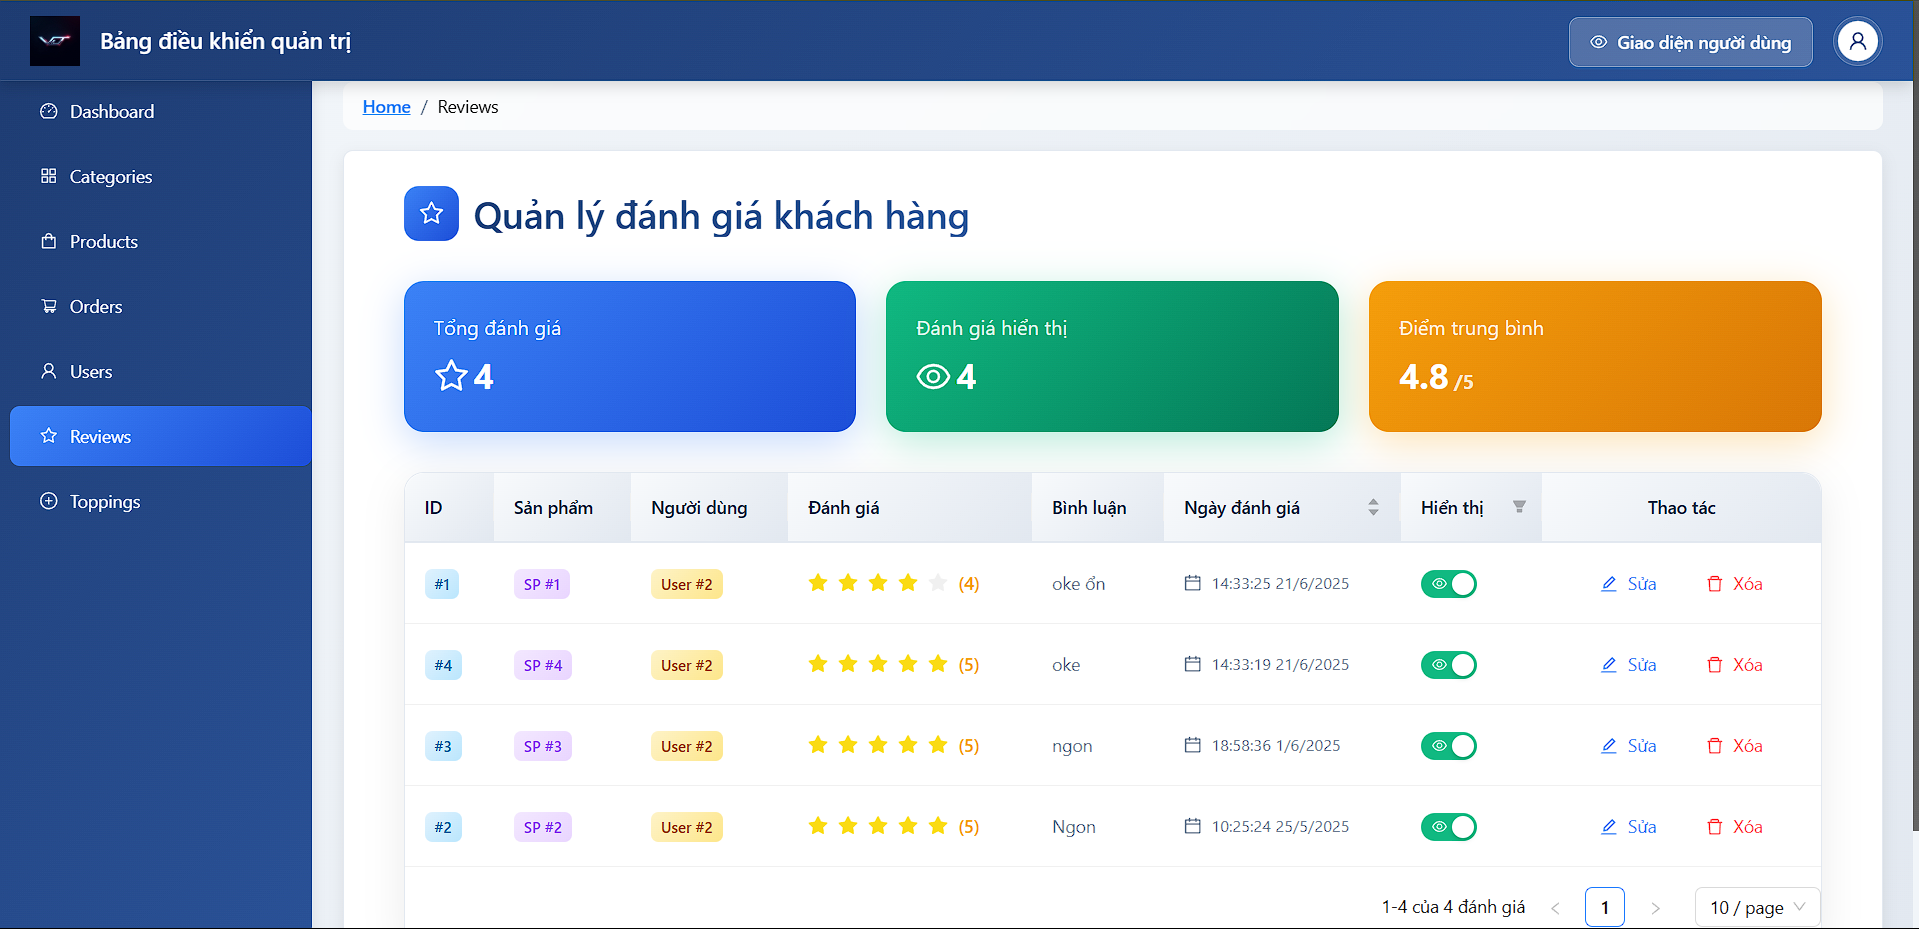 Bảng điều khiển quản trị
Giao diện người dùng
Dashboard
Categories
Products
Orders
Users
Reviews
Toppings
Home / Reviews
Quản lý đánh giá khách hàng
Tổng đánh giá
4
Đánh giá hiển thị
4
Điểm trung bình
4.8 /5
ID Sản phẩm Người dùng Đánh giá Bình luận Ngày đánh giá Hiển thị Thao tác
#1 SP #1 User #2 (4) oke ổn 14:33:25 21/6/2025 Sửa Xóa
#4 SP #4 User #2 (5) oke 14:33:19 21/6/2025 Sửa Xóa
#3 SP #3 User #2 (5) ngon 18:58:36 1/6/2025 Sửa Xóa
#2 SP #2 User #2 (5) Ngon 10:25:24 25/5/2025 Sửa Xóa
1-4 của 4 đánh giá < 1 > 10 / page